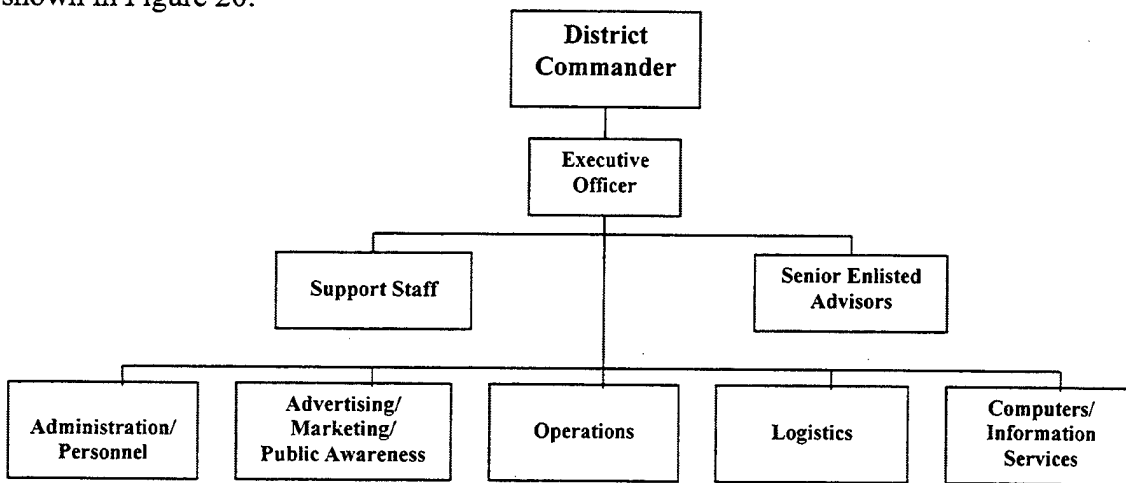 shown in Figure 20.
District
Commander
Executive
Officer
Support Staff
Senior Enlisted
Advisors
Administration/
Personnel
Advertising/
Marketing/
Public Awareness
Operations
Logistics
Computers/
Information
Services